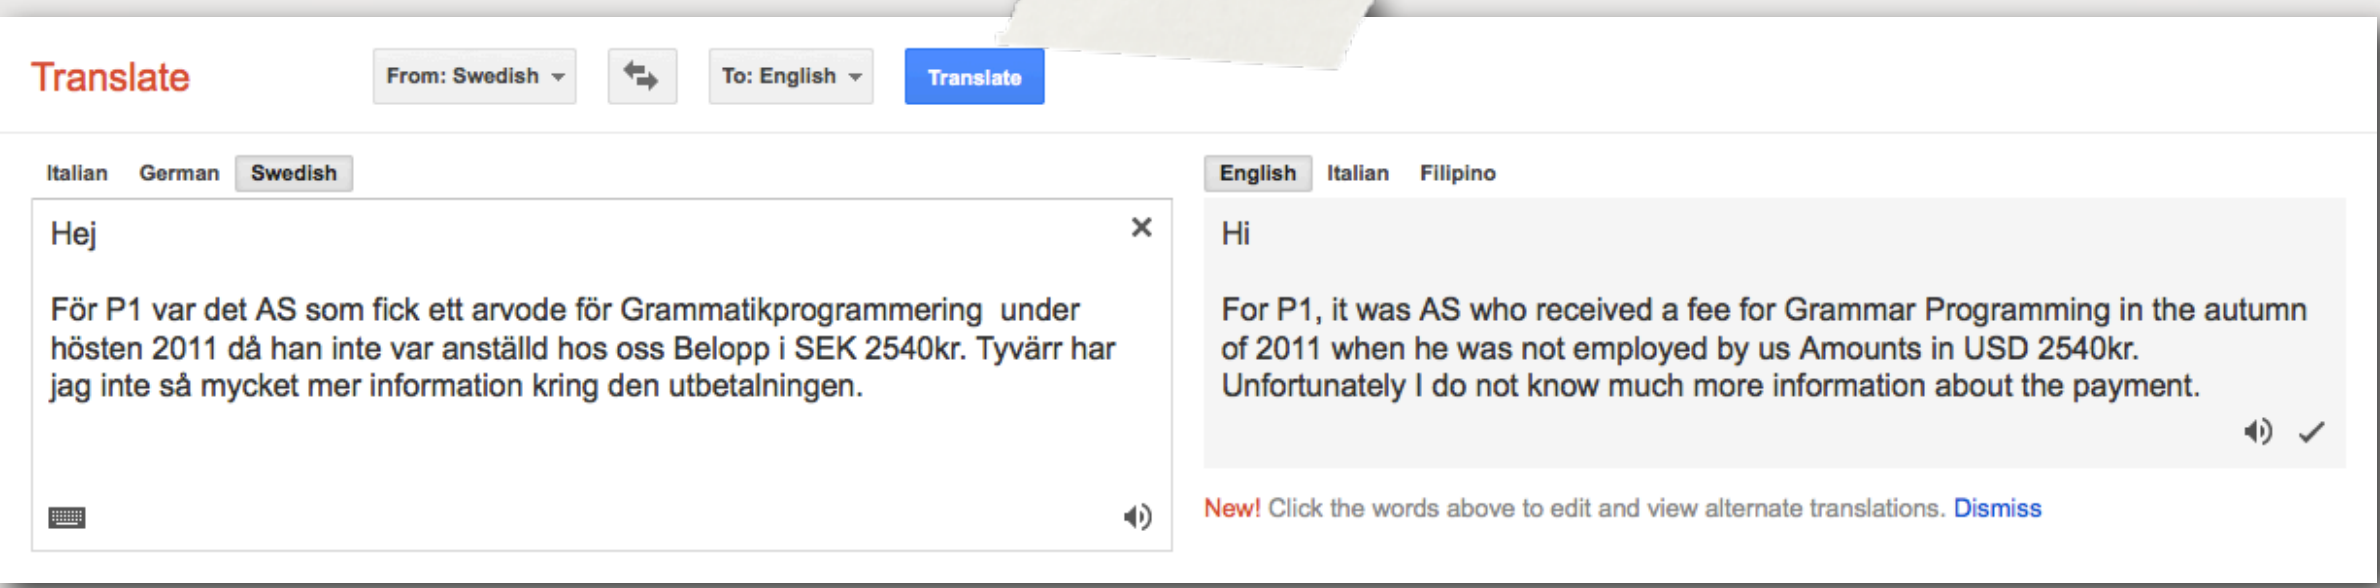 Translate
From: Swedish
To: English
Translate
Italian German Swedish
Hej
För P1 var det AS som fick ett arvode för Grammatikprogrammering  under
hösten 2011 då han inte var anställd hos oss Belopp i SEK 2540kr. Tyvärr har
jag inte så mycket mer information kring den utbetalningen.
English Italian Filipino
Hi
For P1, it was AS who received a fee for Grammar Programming in the autumn
of 2011 when he was not employed by us Amounts in USD 2540kr.
Unfortunately I do not know much more information about the payment.
New! Click the words above to edit and view alternate translations. Dismiss